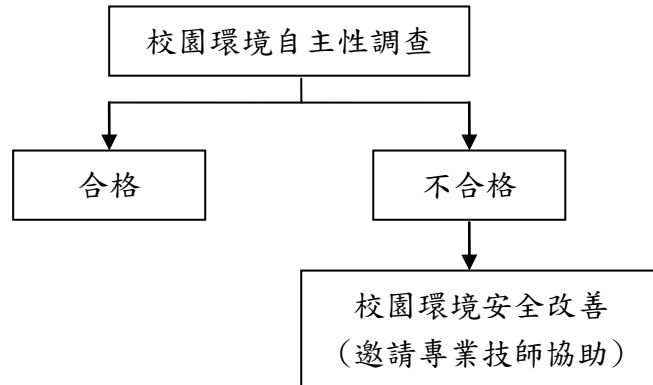 校園環境自主性調查
合格
不合格
校園環境安全改善
（邀請專業技師協助）